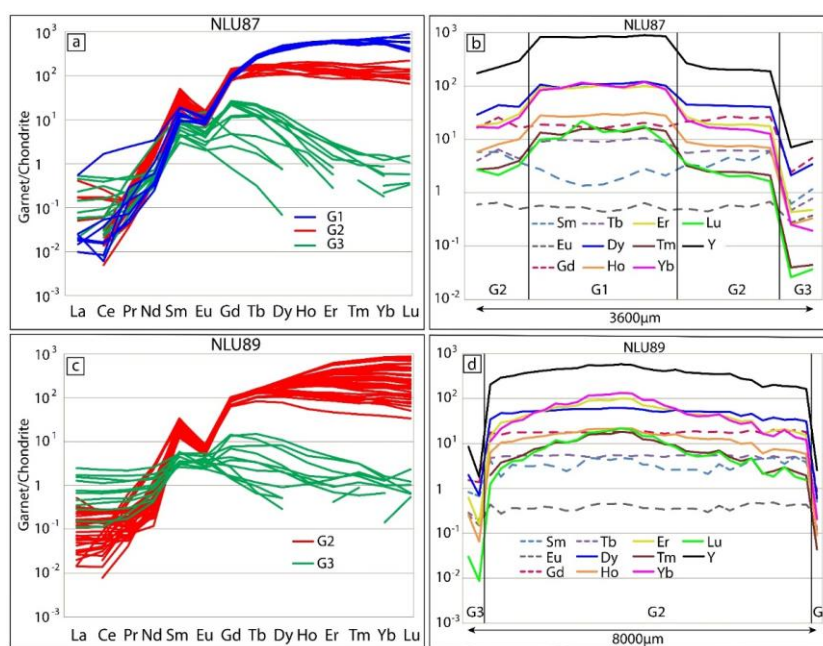 NLU87
a
10³
10²
10
1
10⁻¹
10⁻²
10⁻³
Garnet/Chondrite
G1
G2
G3
La Ce Pr Nd Sm Eu Gd Tb Dy Ho Er Tm Yb Lu
NLU87
b
10³
10²
10
1
10⁻¹
10⁻²
Sm Tb Er Lu
Eu Dy Tm Y
Gd Ho Yb
G2 G1 G2 G3
3600µm
NLU89
c
10³
10²
10
1
10⁻¹
10⁻²
10⁻³
Garnet/Chondrite
G2
G3
La Ce Pr Nd Sm Eu Gd Tb Dy Ho Er Tm Yb Lu
NLU89
d
10³
10²
10
1
10⁻¹
10⁻²
10⁻³
Sm Tb Er Lu
Eu Dy Tm Y
Gd Ho Yb
G3 G2
8000µm